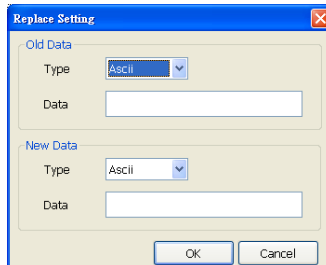 Replace Setting
Old Data
Type Ascii
Data
New Data
Type Ascii
Data
OK Cancel